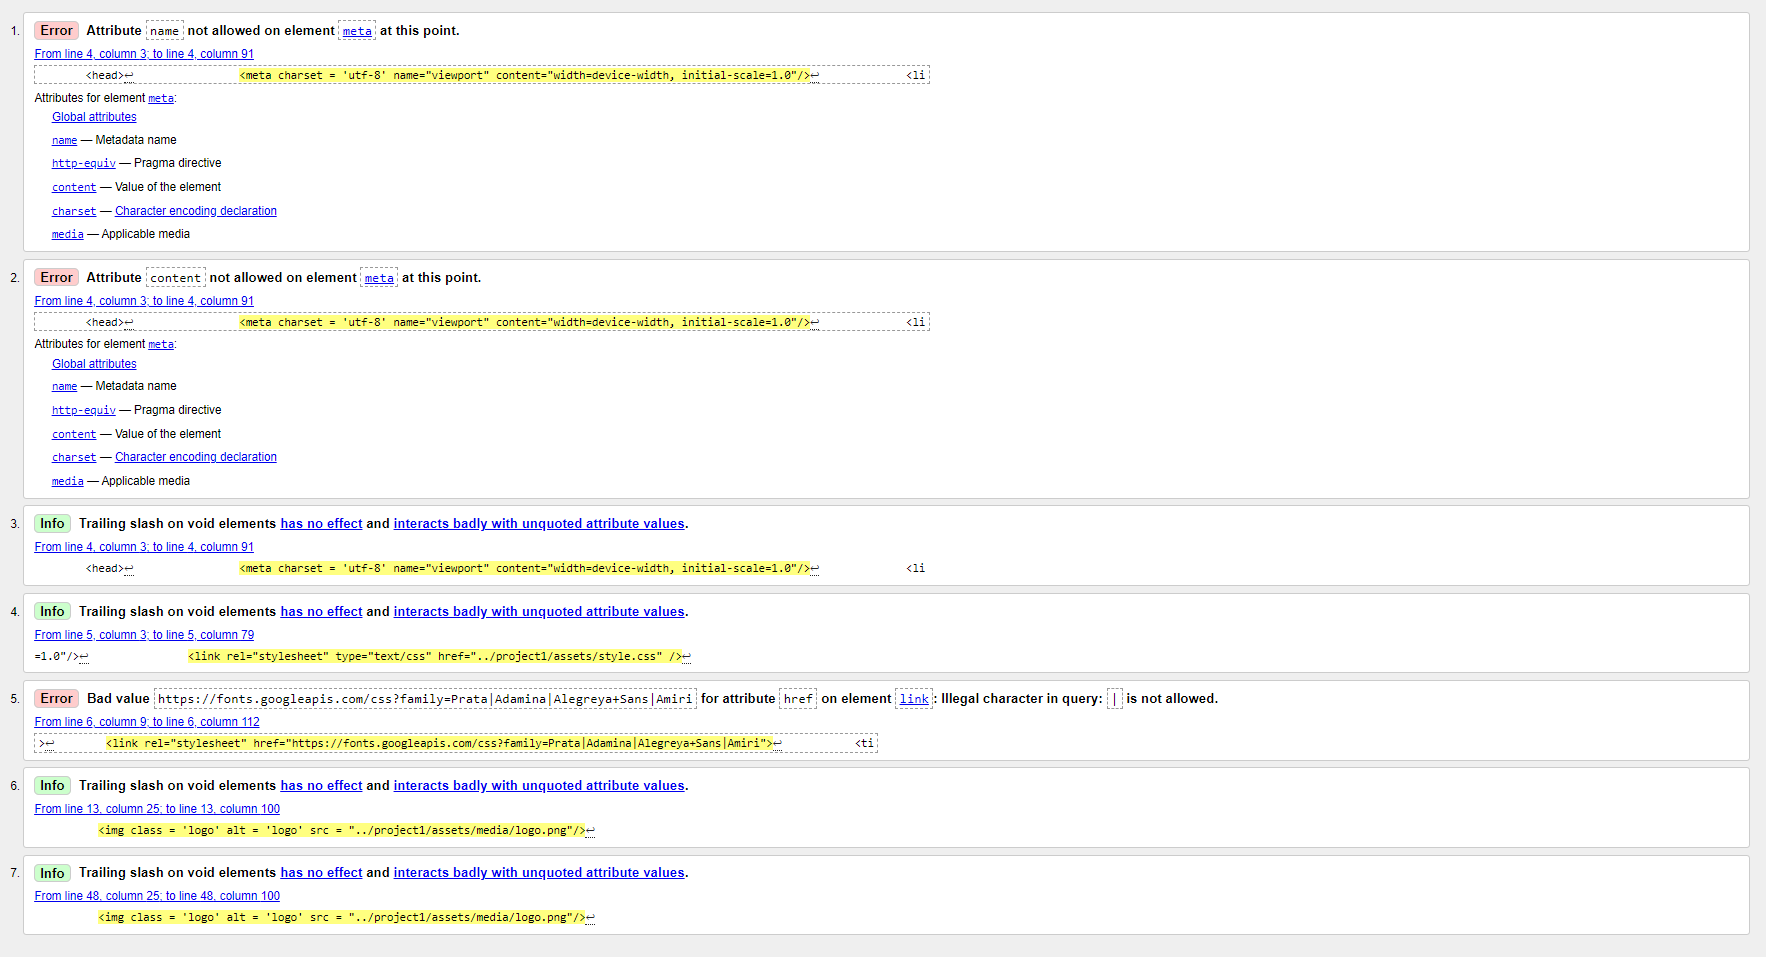 1. Error Attribute name not allowed on element meta at this point.
From line 4, column 3; to line 4, column 91
<head>↩ <meta charset = 'utf-8' name="viewport" content="width=device-width, initial-scale=1.0"/>↩ <li
Attributes for element meta:
Global attributes
name — Metadata name
http-equiv — Pragma directive
content — Value of the element
charset — Character encoding declaration
media — Applicable media
2. Error Attribute content not allowed on element meta at this point.
From line 4, column 3; to line 4, column 91
<head>↩ <meta charset = 'utf-8' name="viewport" content="width=device-width, initial-scale=1.0"/>↩ <li
Attributes for element meta:
Global attributes
name — Metadata name
http-equiv — Pragma directive
content — Value of the element
charset — Character encoding declaration
media — Applicable media
3. Info Trailing slash on void elements has no effect and interacts badly with unquoted attribute values.
From line 4, column 3; to line 4, column 91
<head>↩ <meta charset = 'utf-8' name="viewport" content="width=device-width, initial-scale=1.0"/>↩ <li
4. Info Trailing slash on void elements has no effect and interacts badly with unquoted attribute values.
From line 5, column 3; to line 5, column 79
=1.0"/>↩ <link rel="stylesheet" type="text/css" href="../project1/assets/style.css" />↩
5. Error Bad value https://fonts.googleapis.com/css?family=Prata|Adamina|Alegreya+Sans|Amiri for attribute href on element link: Illegal character in query: | is not allowed.
From line 6, column 9; to line 6, column 112
>↩ <link rel="stylesheet" href="https://fonts.googleapis.com/css?family=Prata|Adamina|Alegreya+Sans|Amiri">↩ <ti
6. Info Trailing slash on void elements has no effect and interacts badly with unquoted attribute values.
From line 13, column 25; to line 13, column 100
<img class = 'logo' alt = 'logo' src = "../project1/assets/media/logo.png"/>↩
7. Info Trailing slash on void elements has no effect and interacts badly with unquoted attribute values.
From line 48, column 25; to line 48, column 100
<img class = 'logo' alt = 'logo' src = "../project1/assets/media/logo.png"/>↩